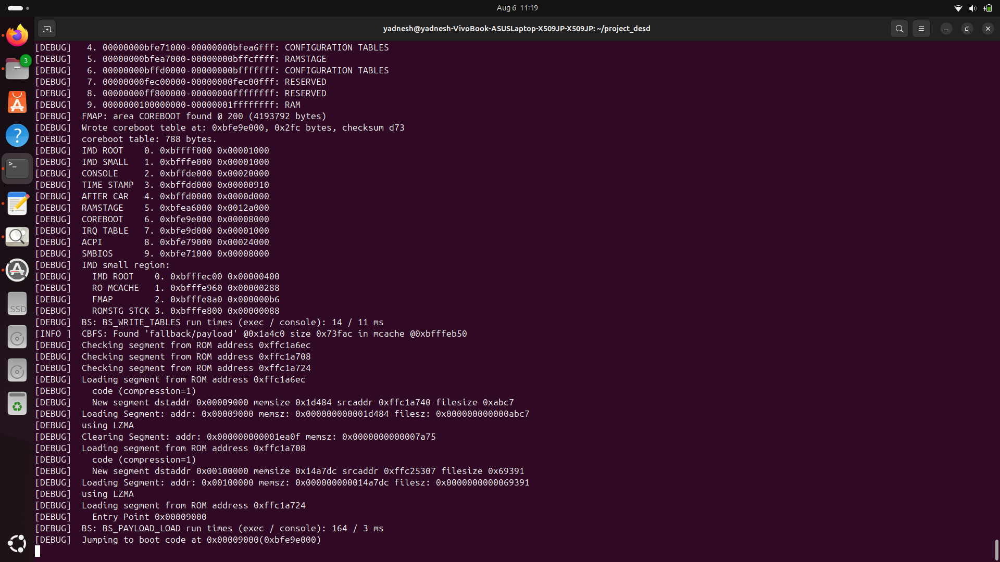 Aug 6 11:19
yadnesh@yadnesh-VivoBook-ASUSLaptop-X509JP-X509JP: ~/project_desd
3
[DEBUG]   4. 00000000bfe71000-00000000bfea6fff: CONFIGURATION TABLES
[DEBUG]   5. 00000000bfea7000-00000000bffcffff: RAMSTAGE
[DEBUG]   6. 00000000bffd0000-00000000bfffffff: CONFIGURATION TABLES
[DEBUG]   7. 00000000fec00000-00000000fec00fff: RESERVED
[DEBUG]   8. 00000000ff800000-00000000ffffffff: RESERVED
[DEBUG]   9. 0000000100000000-00000001ffffffff: RAM
[DEBUG]  FMAP: area COREBOOT found @ 200 (4193792 bytes)
[DEBUG]  Wrote coreboot table at: 0xbfe9e000, 0x2fc bytes, checksum d73
[DEBUG]  coreboot table: 788 bytes.
[DEBUG]  IMD ROOT    0. 0xbffff000 0x00001000
[DEBUG]  IMD SMALL   1. 0xbfffe000 0x00001000
[DEBUG]  CONSOLE     2. 0xbffde000 0x00020000
[DEBUG]  TIME STAMP  3. 0xbffdd000 0x00000910
[DEBUG]  AFTER CAR   4. 0xbffd0000 0x0000d000
[DEBUG]  RAMSTAGE    5. 0xbfea6000 0x0012a000
[DEBUG]  COREBOOT    6. 0xbfe9e000 0x00008000
[DEBUG]  IRQ TABLE   7. 0xbfe9d000 0x00001000
[DEBUG]  ACPI        8. 0xbfe79000 0x00024000
[DEBUG]  SMBIOS      9. 0xbfe71000 0x00008000
[DEBUG]  IMD small region:
[DEBUG]    IMD ROOT    0. 0xbfffec00 0x00000400
[DEBUG]    RO MCACHE   1. 0xbfffe960 0x00000288
[DEBUG]    FMAP        2. 0xbfffe8a0 0x000000b6
[DEBUG]    ROMSTG STCK 3. 0xbfffe800 0x00000088
[DEBUG]  BS: BS_WRITE_TABLES run times (exec / console): 14 / 11 ms
[INFO ]  CBFS: Found 'fallback/payload' @0x1a4c0 size 0x73fac in mcache @0xbfffeb50
[DEBUG]  Checking segment from ROM address 0xffc1a6ec
[DEBUG]  Checking segment from ROM address 0xffc1a708
[DEBUG]  Checking segment from ROM address 0xffc1a724
[DEBUG]  Loading segment from ROM address 0xffc1a6ec
[DEBUG]    code (compression=1)
[DEBUG]    New segment dstaddr 0x00009000 memsize 0x1d484 srcaddr 0xffc1a740 filesize 0xabc7
[DEBUG]  Loading Segment: addr: 0x00009000 memsz: 0x000000000001d484 filesz: 0x000000000000abc7
[DEBUG]  using LZMA
[DEBUG]  Clearing Segment: addr: 0x000000000001ea0f memsz: 0x0000000000007a75
[DEBUG]  Loading segment from ROM address 0xffc1a708
[DEBUG]    code (compression=1)
[DEBUG]    New segment dstaddr 0x00100000 memsize 0x14a7dc srcaddr 0xffc25307 filesize 0x69391
[DEBUG]  Loading Segment: addr: 0x00100000 memsz: 0x000000000014a7dc filesz: 0x0000000000069391
[DEBUG]  using LZMA
[DEBUG]  Loading segment from ROM address 0xffc1a724
[DEBUG]    Entry Point 0x00009000
[DEBUG]  BS: BS_PAYLOAD_LOAD run times (exec / console): 164 / 3 ms
[DEBUG]  Jumping to boot code at 0x00009000(0xbfe9e000)
SSD